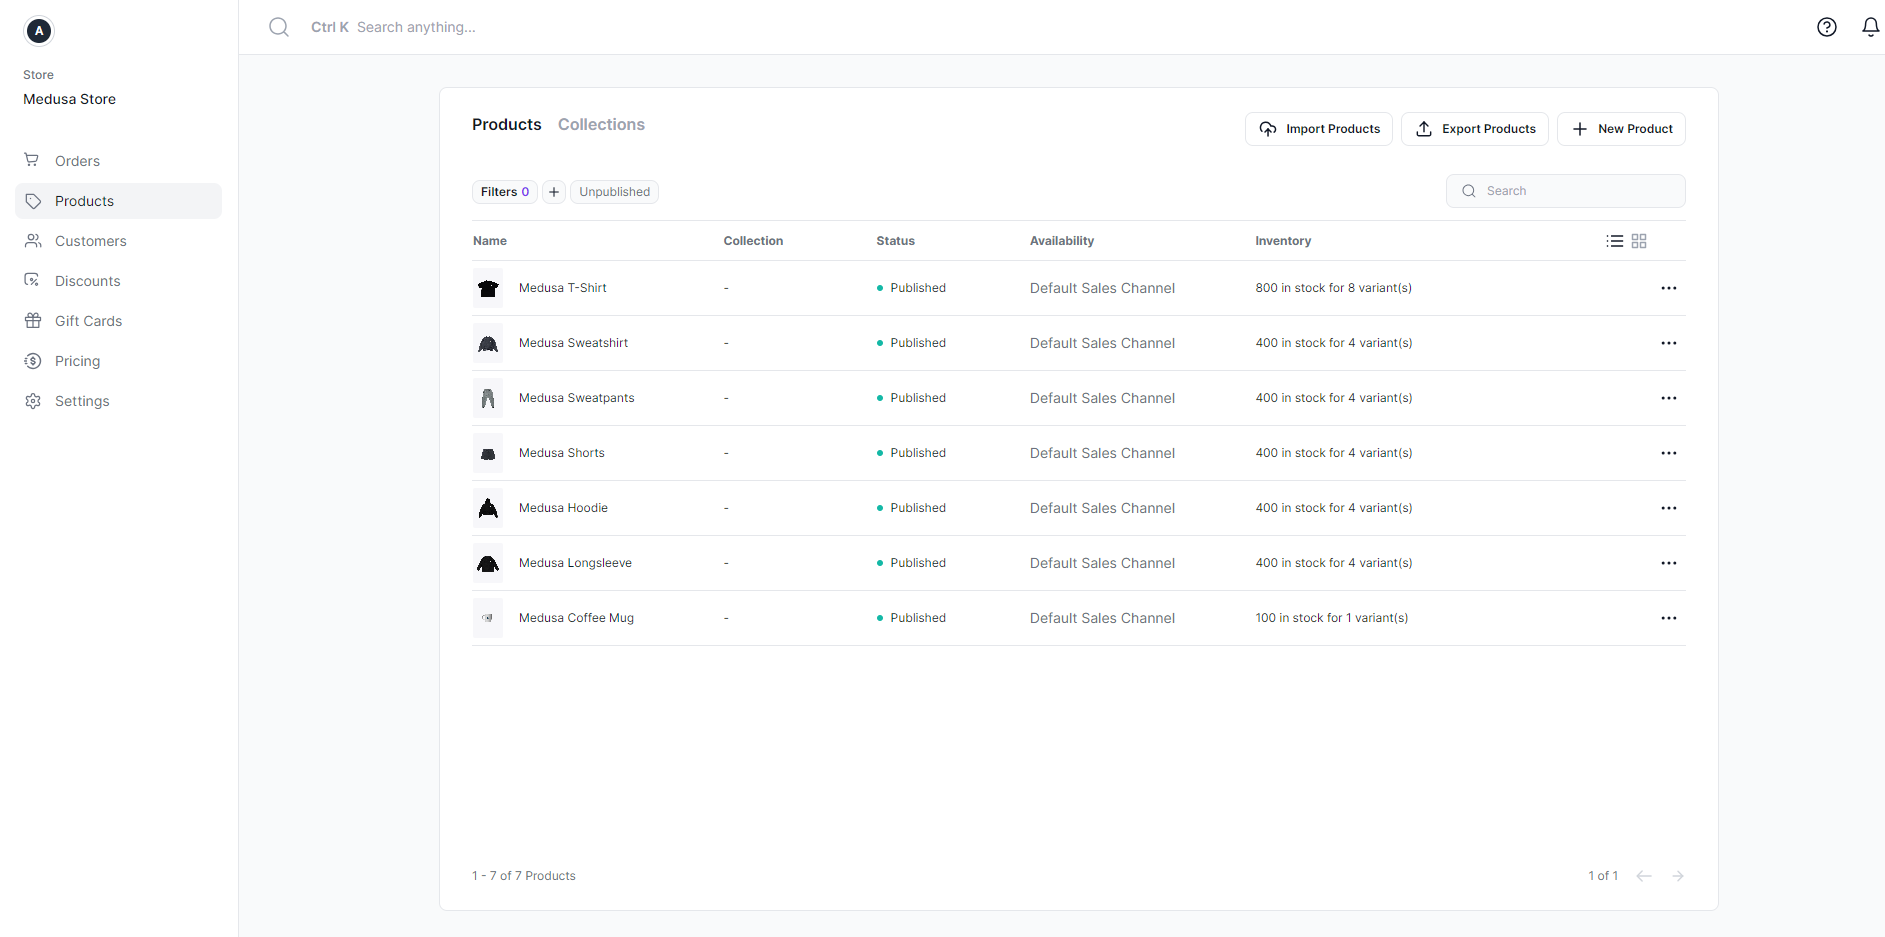 A
Ctrl K Search anything...
Store
Medusa Store
Orders
Products
Customers
Discounts
Gift Cards
Pricing
Settings
Products Collections
Import Products Export Products New Product
Filters 0 + Unpublished Search
Name Collection Status Availability Inventory
Medusa T-Shirt - Published Default Sales Channel 800 in stock for 8 variant(s)
Medusa Sweatshirt - Published Default Sales Channel 400 in stock for 4 variant(s)
Medusa Sweatpants - Published Default Sales Channel 400 in stock for 4 variant(s)
Medusa Shorts - Published Default Sales Channel 400 in stock for 4 variant(s)
Medusa Hoodie - Published Default Sales Channel 400 in stock for 4 variant(s)
Medusa Longsleeve - Published Default Sales Channel 400 in stock for 4 variant(s)
Medusa Coffee Mug - Published Default Sales Channel 100 in stock for 1 variant(s)
1 - 7 of 7 Products 1 of 1